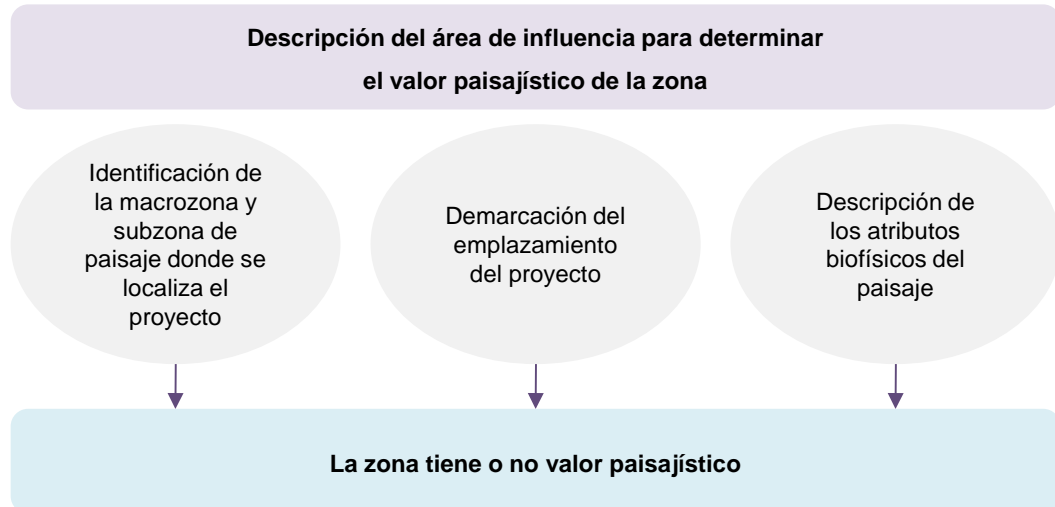 Descripción del área de influencia para determinar
el valor paisajístico de la zona
Identificación de
la macrozona y
subzona de
paisaje donde se
localiza el
proyecto
Demarcación del
emplazamiento
del proyecto
Descripción de
los atributos
biofísicos del
paisaje
La zona tiene o no valor paisajístico